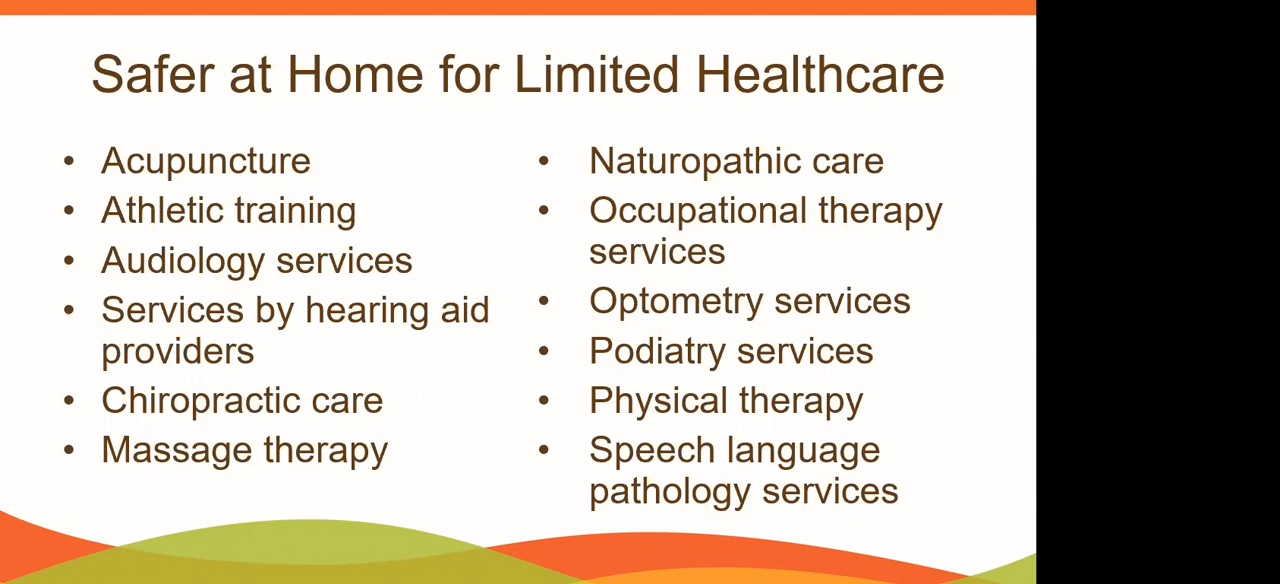 Safer at Home for Limited Healthcare
• Acupuncture
• Athletic training
• Audiology services
• Services by hearing aid
providers
• Chiropractic care
• Massage therapy
• Naturopathic care
• Occupational therapy
services
• Optometry services
• Podiatry services
• Physical therapy
• Speech language
pathology services